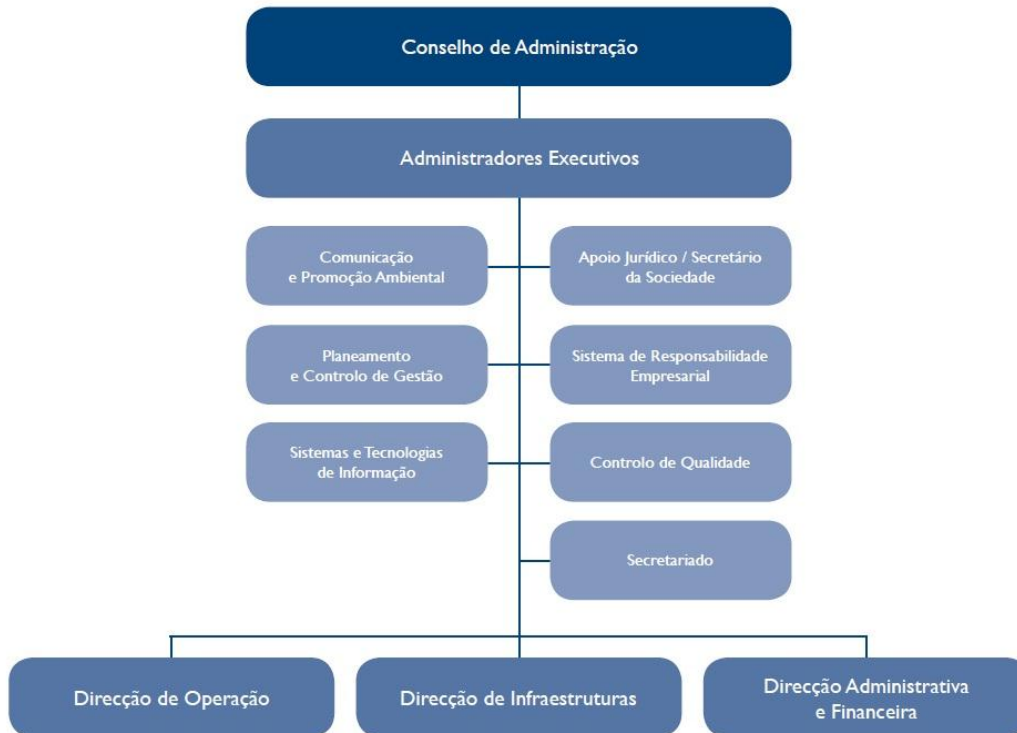 Conselho de Administração
Administradores Executivos
Comunicação
e Promoção Ambiental
Apoio Jurídico / Secretário
da Sociedade
Planeamento
e Controlo de Gestão
Sistema de Responsabilidade
Empresarial
Sistemas e Tecnologias
de Informação
Controlo de Qualidade
Secretariado
Direcção de Operação
Direcção de Infraestruturas
Direcção Administrativa
e Financeira